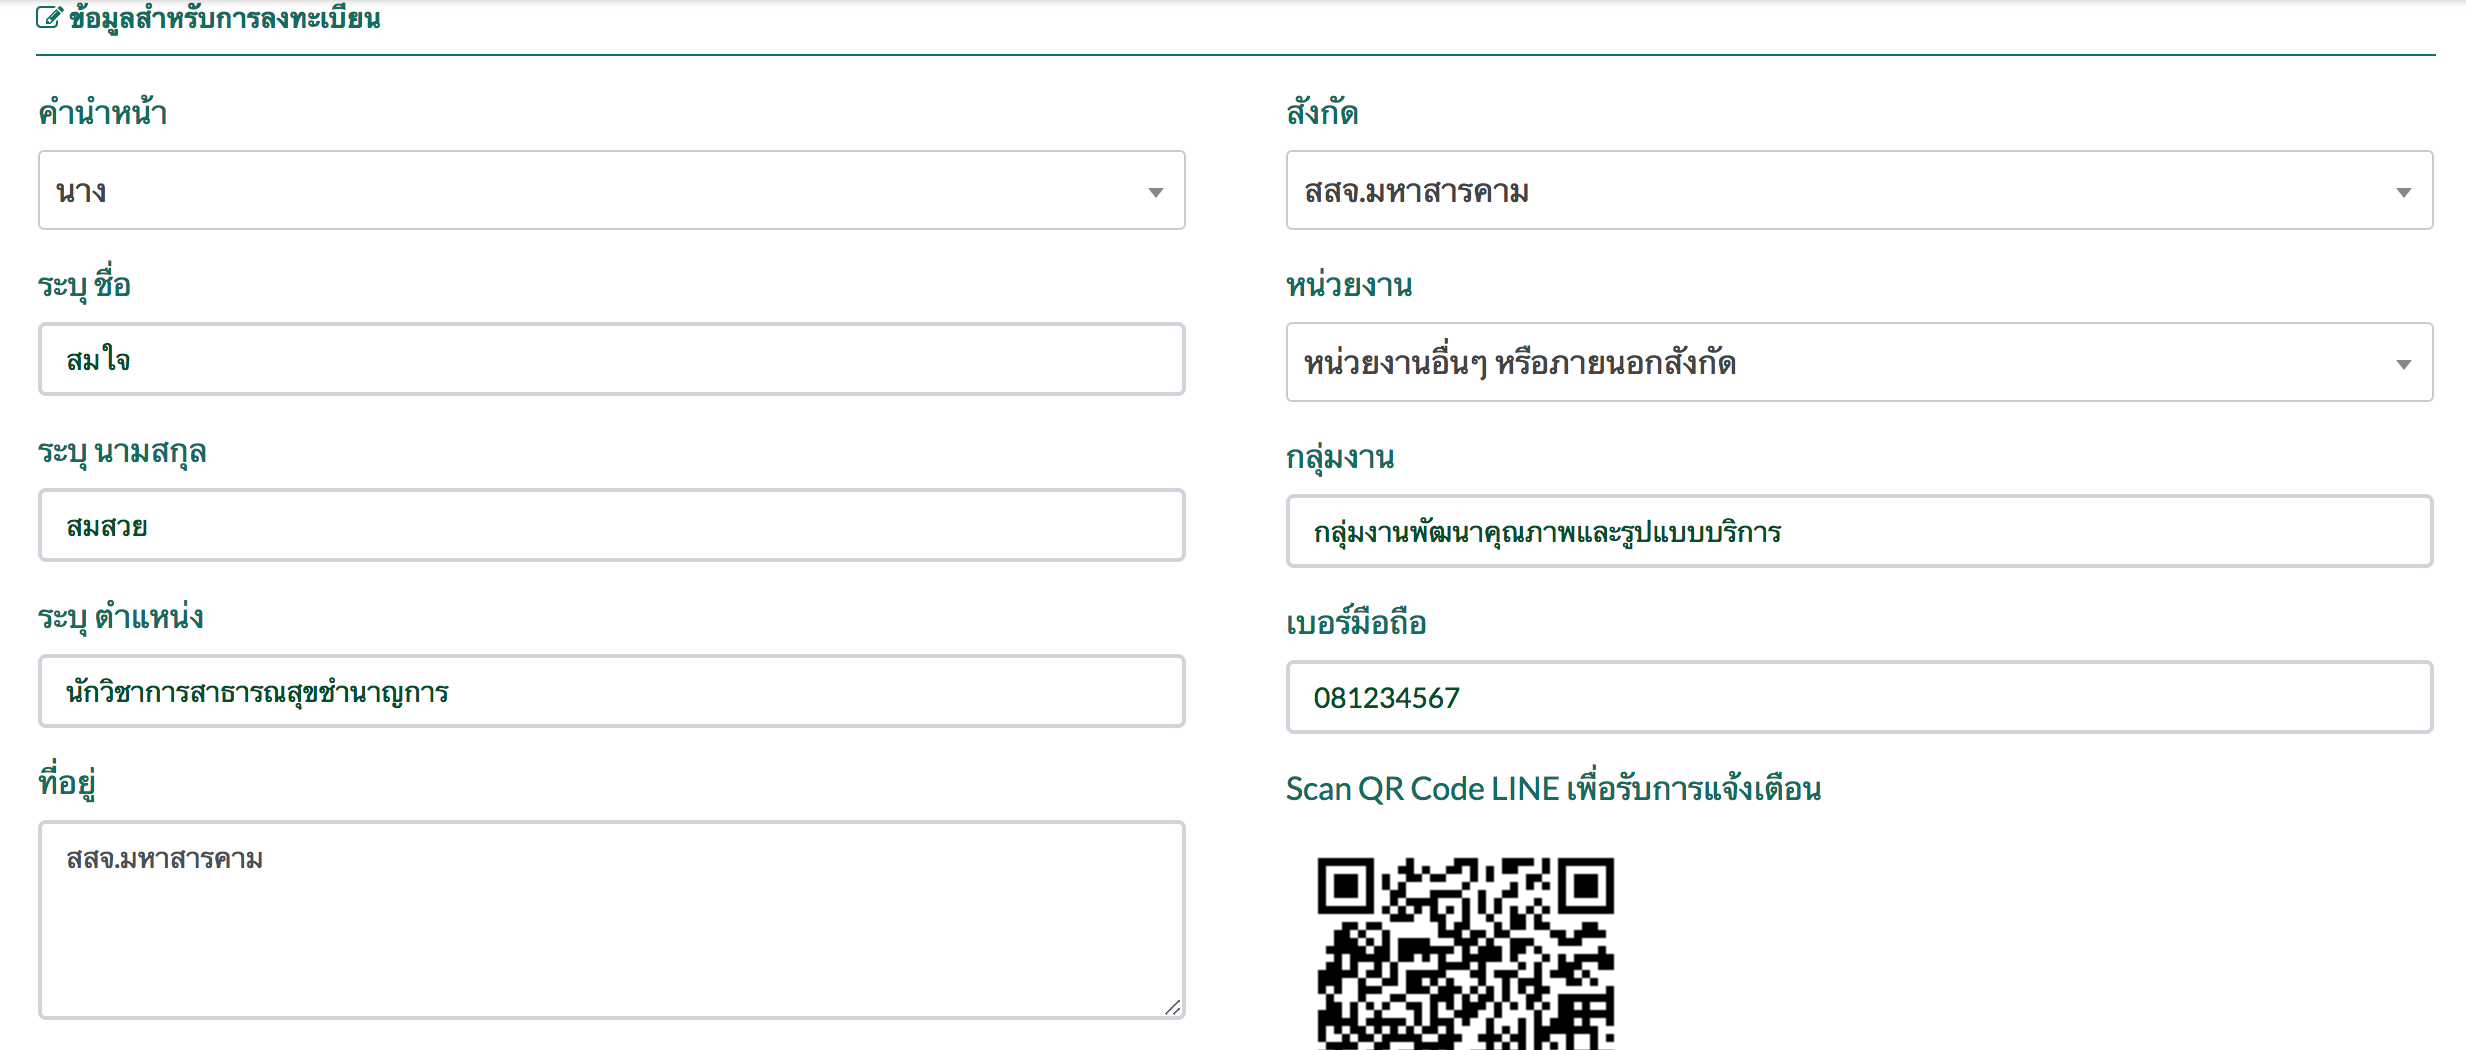 ข้อมูลสำหรับการลงทะเบียน
คำนำหน้า
นาง
ระบุ ชื่อ
สมใจ
ระบุ นามสกุล
สมสวย
ระบุ ตำแหน่ง
นักวิชาการสาธารณสุขชำนาญการ
ที่อยู่
สสจ.มหาสารคาม
สังกัด
สสจ.มหาสารคาม
หน่วยงาน
หน่วยงานอื่นๆ หรือภายนอกสังกัด
กลุ่มงาน
กลุ่มงานพัฒนาคุณภาพและรูปแบบบริการ
เบอร์มือถือ
081234567
Scan QR Code LINE เพื่อรับการแจ้งเตือน